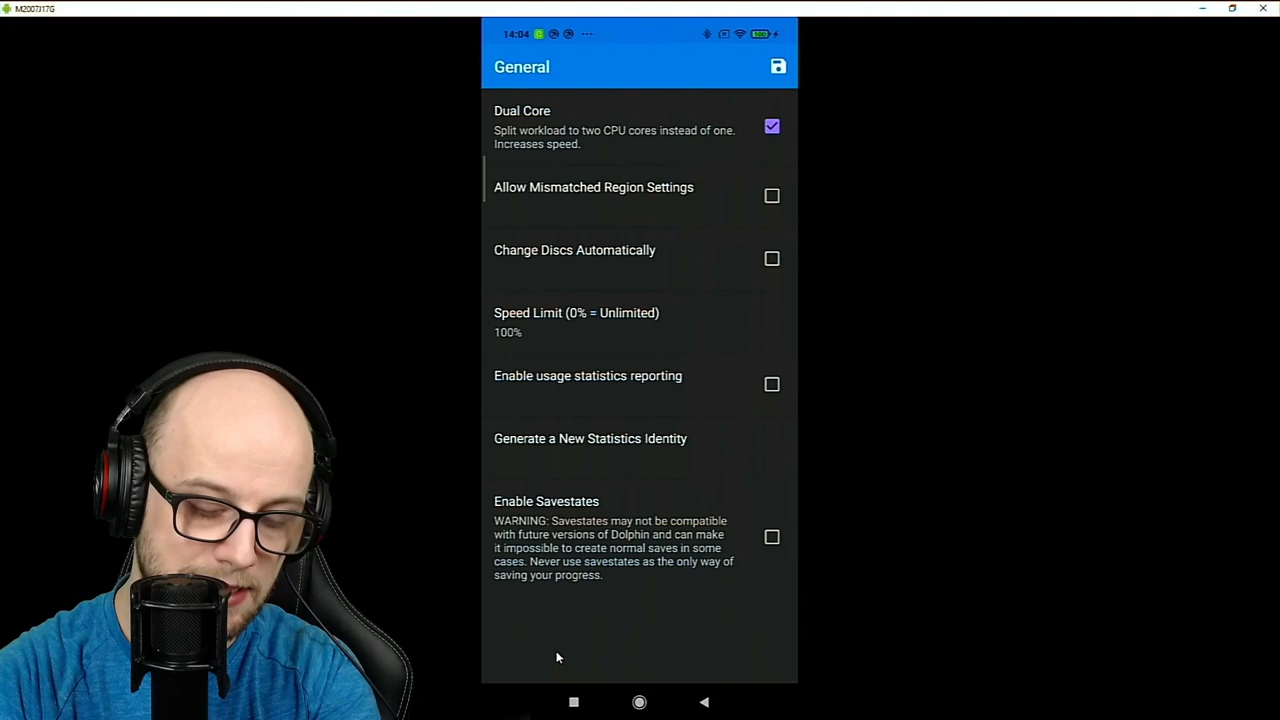 M2007J17G
14:04
100
General
Dual Core
Split workload to two CPU cores instead of one.
Increases speed.
Allow Mismatched Region Settings
Change Discs Automatically
Speed Limit (0% = Unlimited)
100%
Enable usage statistics reporting
Generate a New Statistics Identity
Enable Savestates
WARNING: Savestates may not be compatible
with future versions of Dolphin and can make
it impossible to create normal saves in some
cases. Never use savestates as the only way of
saving your progress.